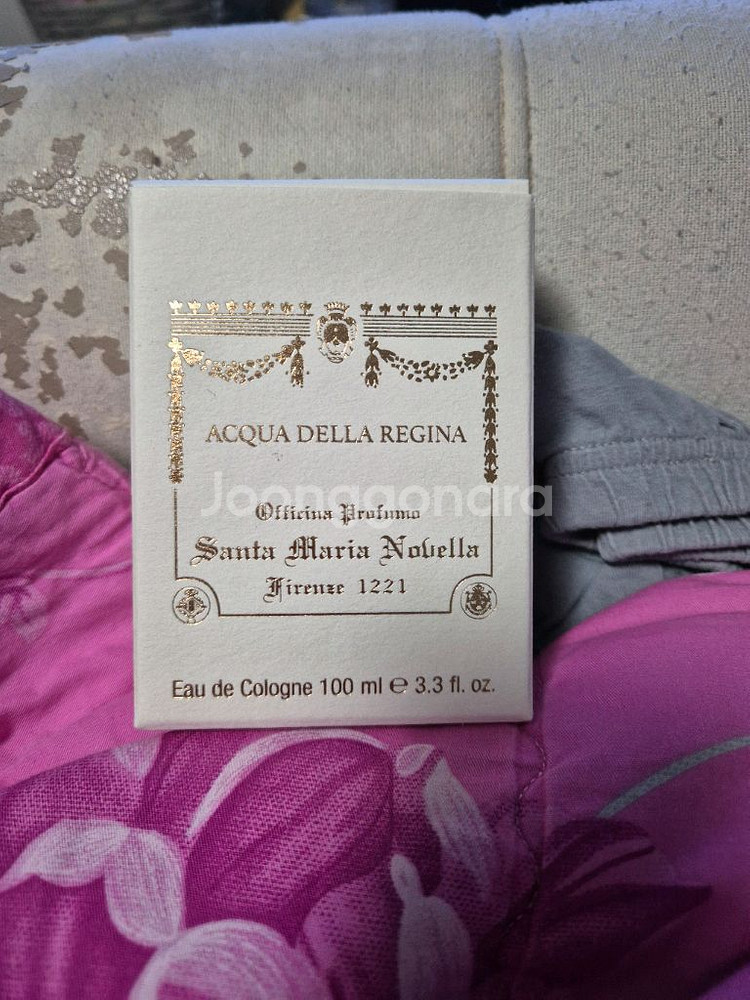 ACQUA DELLA REGINA
Joonggonara
Officina Profumo
Santa Maria Novella
Firenze 1221
Eau de Cologne 100 ml ℮ 3.3 fl. oz.